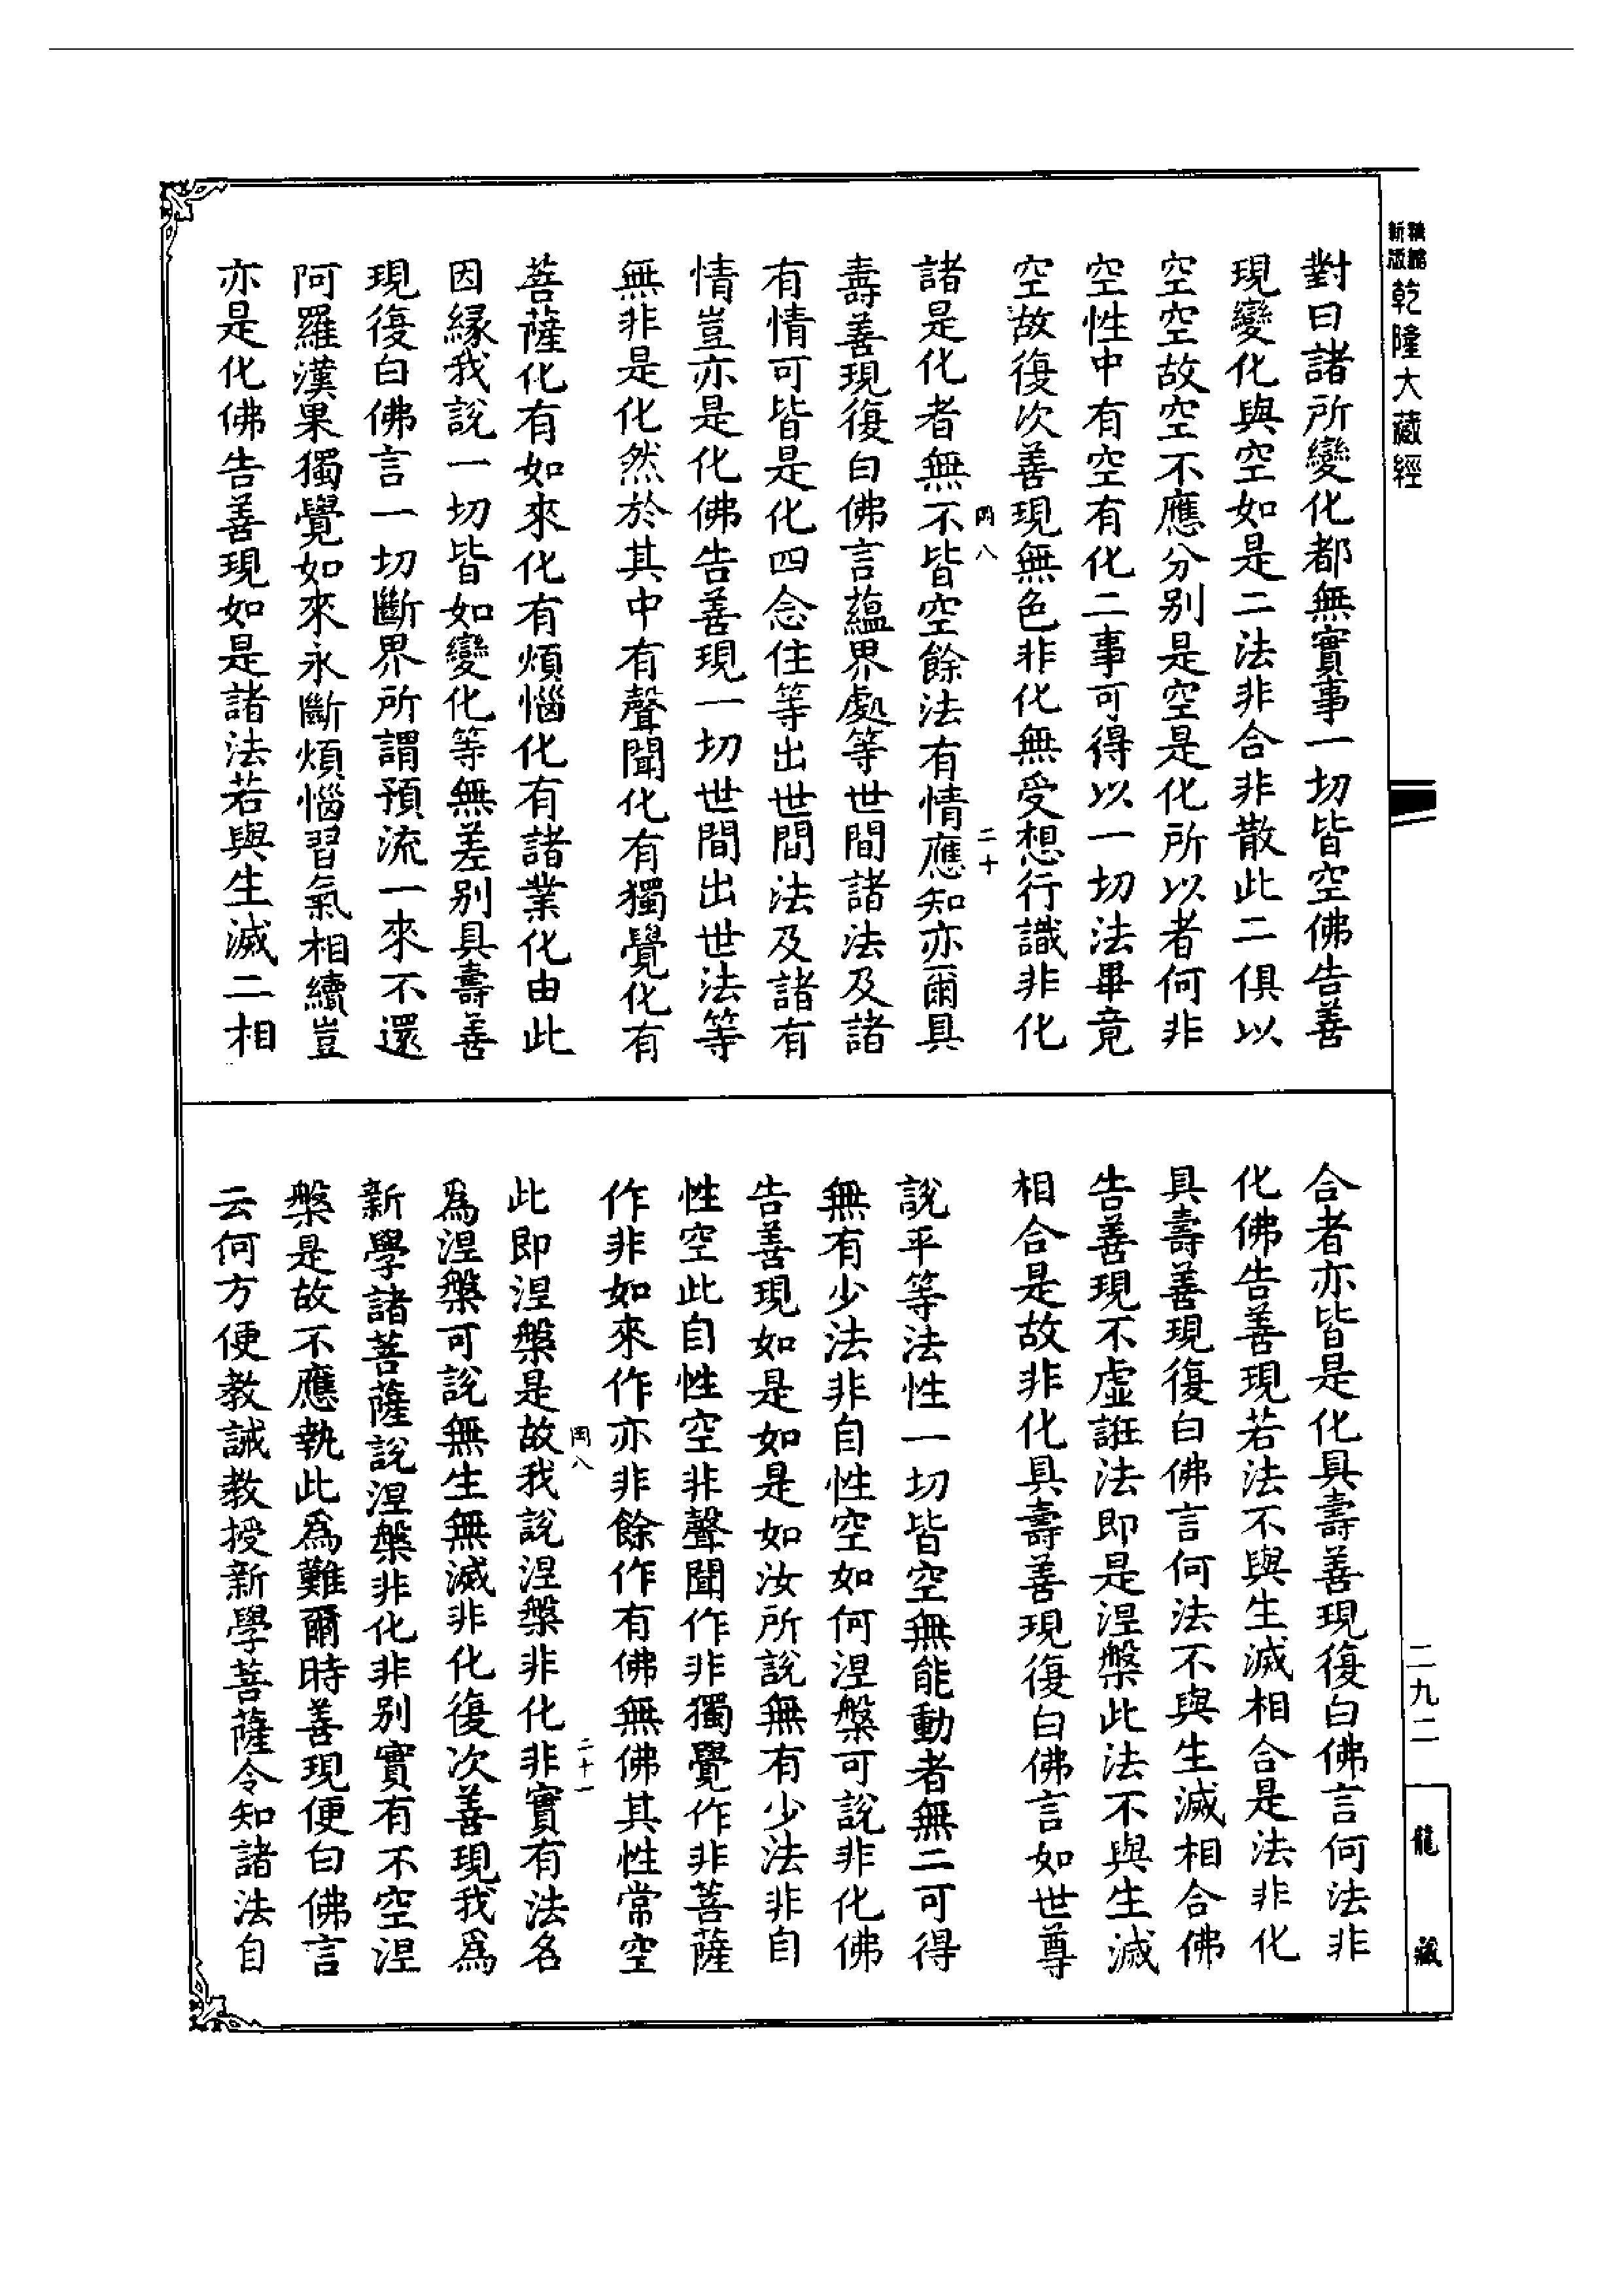 新版
精縮
乾隆大藏經
對曰諸所變化都無實事一切皆空佛告善
現變化與空如是二法非合非散此二俱以
空空故空不應分别是空是化所以者何非
空性中有空有化二事可得以一切法畢竟
空故復次善現無色非化無受想行識非化
岡八
二十
諸是化者無不皆空餘法有情應知亦爾具
壽善現復白佛言蘊界處等世間諸法及諸
有情可皆是化四念住等出世間法及諸有
情豈亦是化佛告善現一切世間出世法等
無非是化然於其中有聲聞化有獨覺化有
菩薩化有如來化有煩惱化有諸業化由此
因緣我說一切皆如變化等無差别具壽善
現復白佛言一切斷界所謂預流一來不還
阿羅漢果獨覺如來永斷煩惱習氣相續豈
亦是化佛告善現如是諸法若與生滅二相
合者亦皆是化具壽善現復白佛言何法非
化佛告善現若法不與生滅相合是法非化
具壽善現復白佛言何法不與生滅相合佛
告善現不虛誑法即是涅槃此法不與生滅
相合是故非化具壽善現復白佛言如世尊
說平等法性一切皆空無能動者無二可得
無有少法非自性空如何涅槃可說非化佛
告善現如是如是如汝所說無有少法非自
性空此自性空非聲聞作非獨覺作非菩薩
作非如來作亦非餘作有佛無佛其性常空
岡八
二十一
此即涅槃是故我說涅槃非化非實有法名
為涅槃可說無生無滅非化復次善現我為
新學諸菩薩說涅槃非化非别實有不空涅
槃是故不應執此為難爾時善現便白佛言
云何方便教誡教授新學菩薩令知諸法自
二九二
龍藏